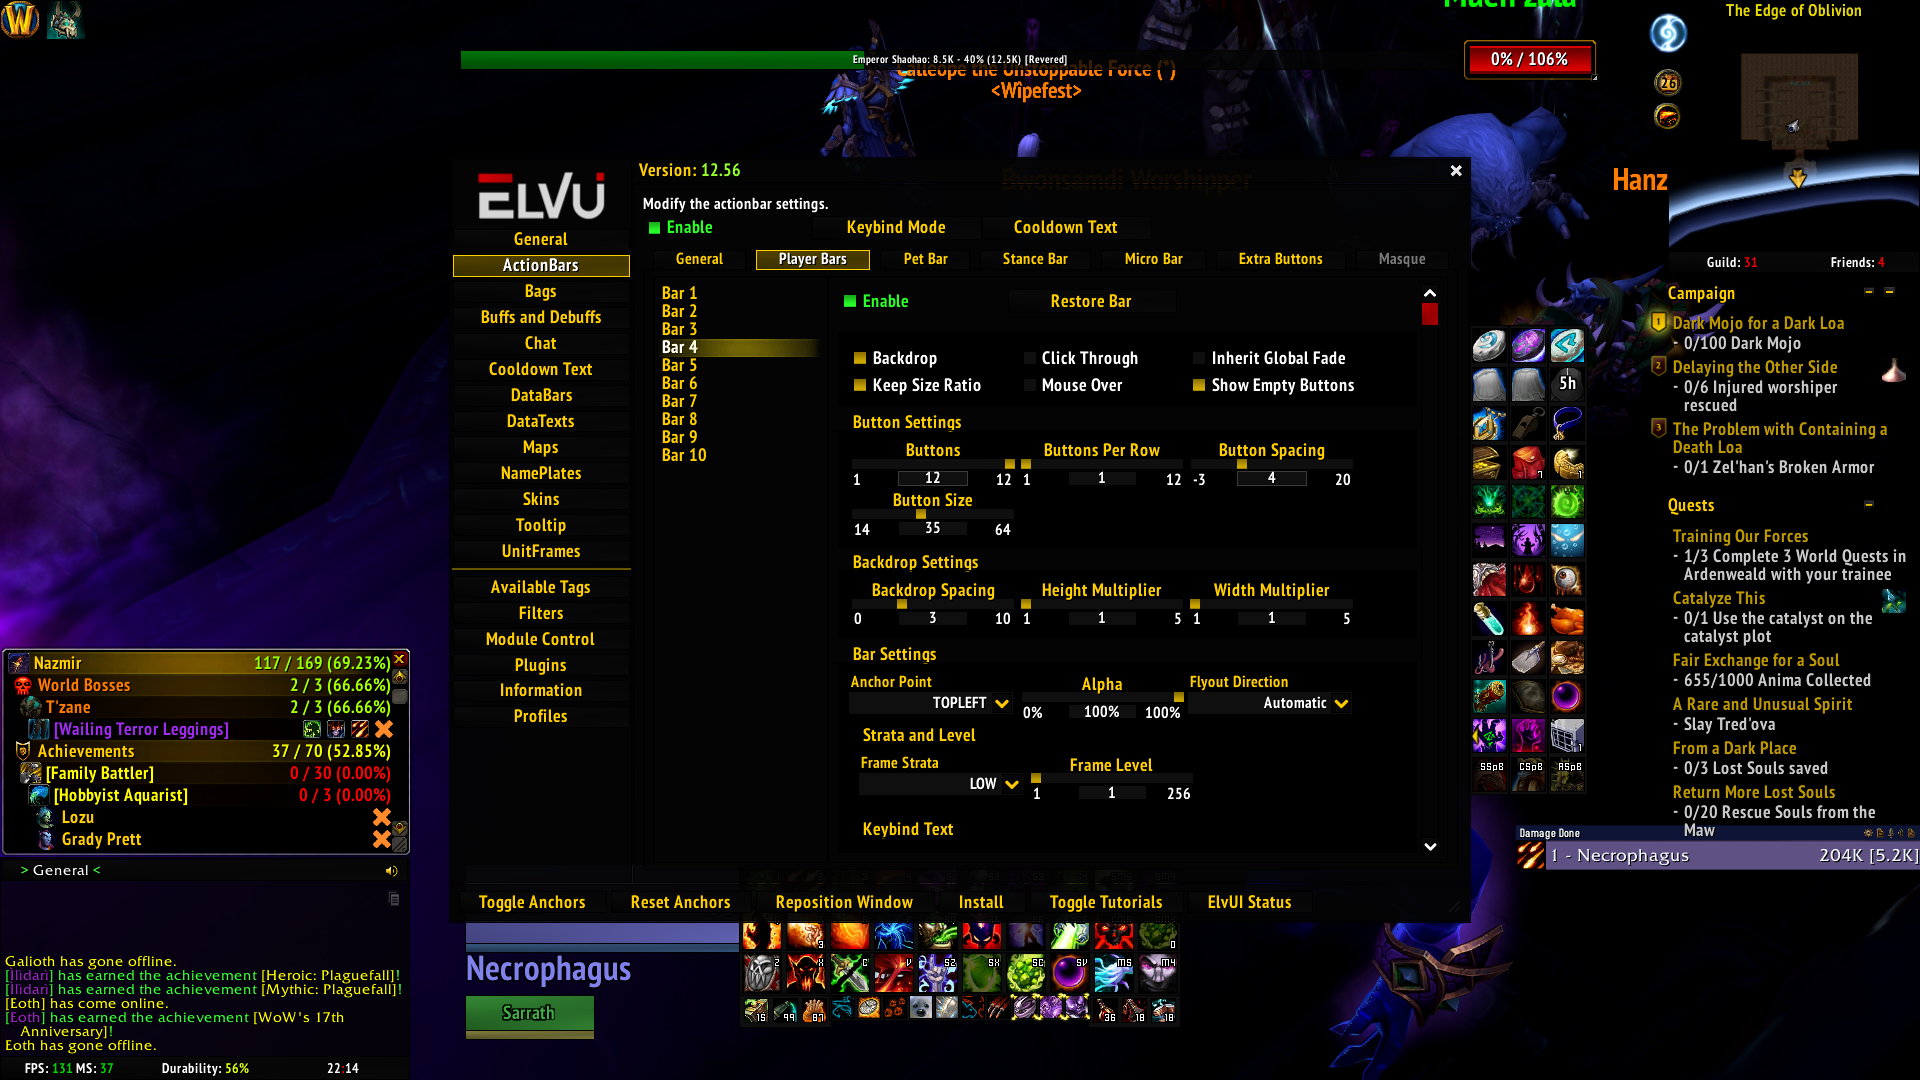 The Edge of Oblivion
Emperor Shaohao: 8.5K - 40% (12.5K) [Revered]
0% / 106%
Calleope the Unstoppable Force (*)
<Wipefest>
26
Version: 12.56
ELVUI
Modify the actionbar settings.
Hanz
Enable
Keybind Mode
Cooldown Text
General
Player Bars
Pet Bar
Stance Bar
Micro Bar
Extra Buttons
Masque
Guild: 31
Friends: 4
General
ActionBars
Bags
Buffs and Debuffs
Chat
Cooldown Text
DataBars
DataTexts
Maps
NamePlates
Skins
Tooltip
UnitFrames
Available Tags
Filters
Module Control
Plugins
Information
Profiles
Bar 1
Bar 2
Bar 3
Bar 4
Bar 5
Bar 6
Bar 7
Bar 8
Bar 9
Bar 10
Enable
Restore Bar
Backdrop
Click Through
Inherit Global Fade
Keep Size Ratio
Mouse Over
Show Empty Buttons
Button Settings
Buttons
Buttons Per Row
Button Spacing
1 12 12
1 1 12
-3 4 20
Button Size
14 35 64
Backdrop Settings
Backdrop Spacing
Height Multiplier
Width Multiplier
0 3 10
1 1 5
1 1 5
Bar Settings
Anchor Point
Alpha
Flyout Direction
TOPLEFT
0% 100% 100%
Automatic
Strata and Level
Frame Strata
Frame Level
LOW
1 1 256
Keybind Text
Toggle Anchors
Reset Anchors
Reposition Window
Install
Toggle Tutorials
ElvUI Status
5h
SSpB
CSpB
ASpB
Campaign
1
Dark Mojo for a Dark Loa
- 0/100 Dark Mojo
2
Delaying the Other Side
- 0/6 Injured worshiper
rescued
3
The Problem with Containing a
Death Loa
- 0/1 Zel'han's Broken Armor
Quests
Training Our Forces
- 1/3 Complete 3 World Quests in
Ardenweald with your trainee
Catalyze This
- 0/1 Use the catalyst on the
catalyst plot
Fair Exchange for a Soul
- 655/1000 Anima Collected
A Rare and Unusual Spirit
- Slay Tred'ova
From a Dark Place
- 0/3 Lost Souls saved
Return More Lost Souls
- 0/20 Rescue Souls from the
Maw
Damage Done
1 - Necrophagus
204K [5.2K]
Nazmir
117 / 169 (69.23%)
World Bosses
2 / 3 (66.66%)
T'zane
2 / 3 (66.66%)
[Wailing Terror Leggings]
Achievements
37 / 70 (52.85%)
[Family Battler]
0 / 30 (0.00%)
[Hobbyist Aquarist]
0 / 3 (0.00%)
Lozu
Grady Prett
> General <
Galioth has gone offline.
[Ilidan] has earned the achievement [Heroic: Plaguefall]!
[Ilidan] has earned the achievement [Mythic: Plaguefall]!
[Eoth] has come online.
[Eoth] has earned the achievement [WoW's 17th
Anniversary]!
Eoth has gone offline.
FPS: 131 MS: 37
Durability: 56%
22:14
Necrophagus
Sarrath